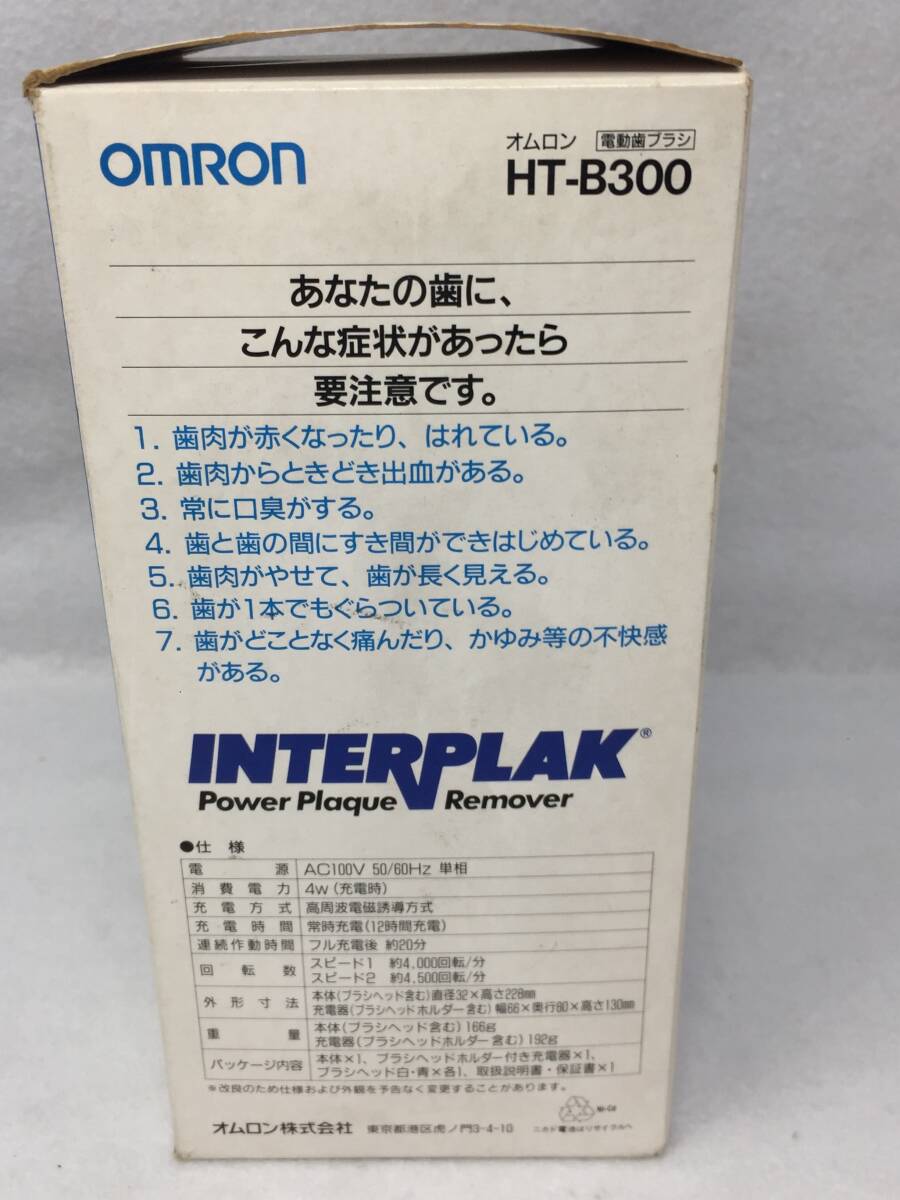 OMRON
オムロン 電動歯ブラシ
HT-B300
あなたの歯に、
こんな症状があったら
要注意です。
1. 歯肉が赤くなったり、はれている。
2. 歯肉からときどき出血がある。
3. 常に口臭がする。
4. 歯と歯の間にすき間ができはじめている。
5. 歯肉がやせて、歯が長く見える。
6. 歯が1本でもぐらついている。
7. 歯がどことなく痛んだり、かゆみ等の不快感
がある。
INTERPLAK®
Power Plaque Remover
●仕様
電源 AC100V 50/60Hz 単相
消費電力 4w(充電時)
充電方式 高周波電磁誘導方式
充電時間 常時充電(12時間充電)
連続作動時間 フル充電後 約20分
回転数 スピード1 約4,000回転/分
スピード2 約4,500回転/分
外形寸法 本体(ブラシヘッド含む)直径32×高さ228mm
充電器(ブラシヘッドホルダー含む)幅66×奥行80×高さ130mm
重量 本体(ブラシヘッド含む)166g
充電器(ブラシヘッドホルダー含む)192g
パッケージ内容 本体×1、ブラシヘッドホルダー付き充電器×1、
ブラシヘッド白・青×各1、取扱説明書・保証書×1
※改良のため仕様および外観を予告なく変更することがあります。
Ni-Cd
ニカド電池はリサイクルへ
オムロン株式会社 東京都港区虎ノ門3-4-10